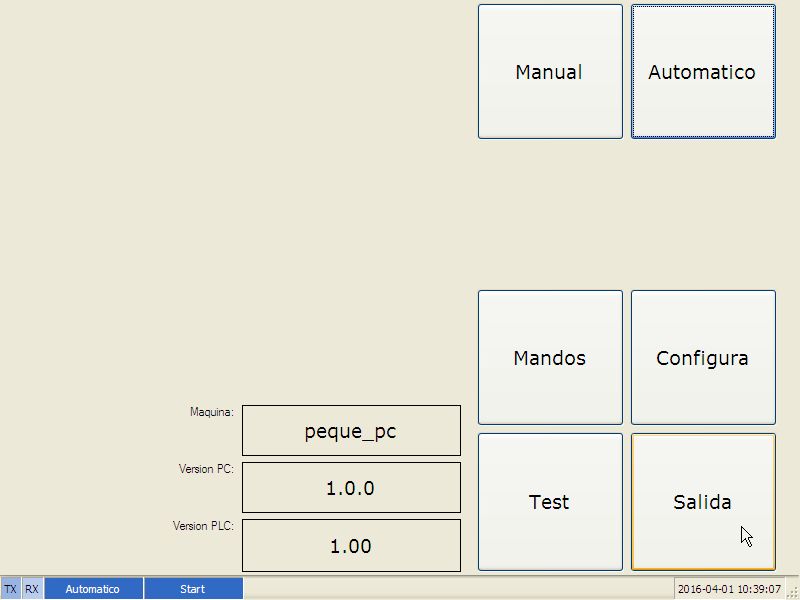 Manual
Automatico
Mandos
Configura
Maquina:
peque_pc
Version PC:
1.0.0
Test
Salida
Version PLC:
1.00
TX
RX
Automatico
Start
2016-04-01 10:39:07